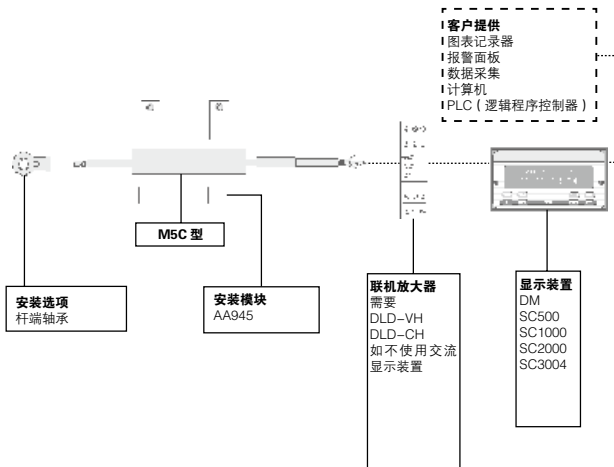 客户提供
图表记录器
报警面板
数据采集
计算机
PLC ( 逻辑程序控制器 )
M5C 型
安装选项
杆端轴承
安装模块
AA945
联机放大器
需要
DLD-VH
DLD-CH
如不使用交流
显示装置
显示装置
DM
SC500
SC1000
SC2000
SC3004